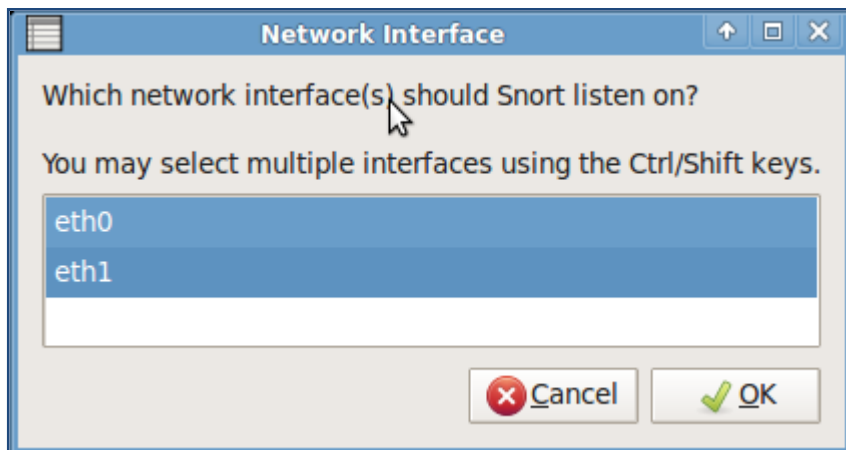 Network Interface
Which network interface(s) should Snort listen on?
You may select multiple interfaces using the Ctrl/Shift keys.
eth0
eth1
Cancel
OK